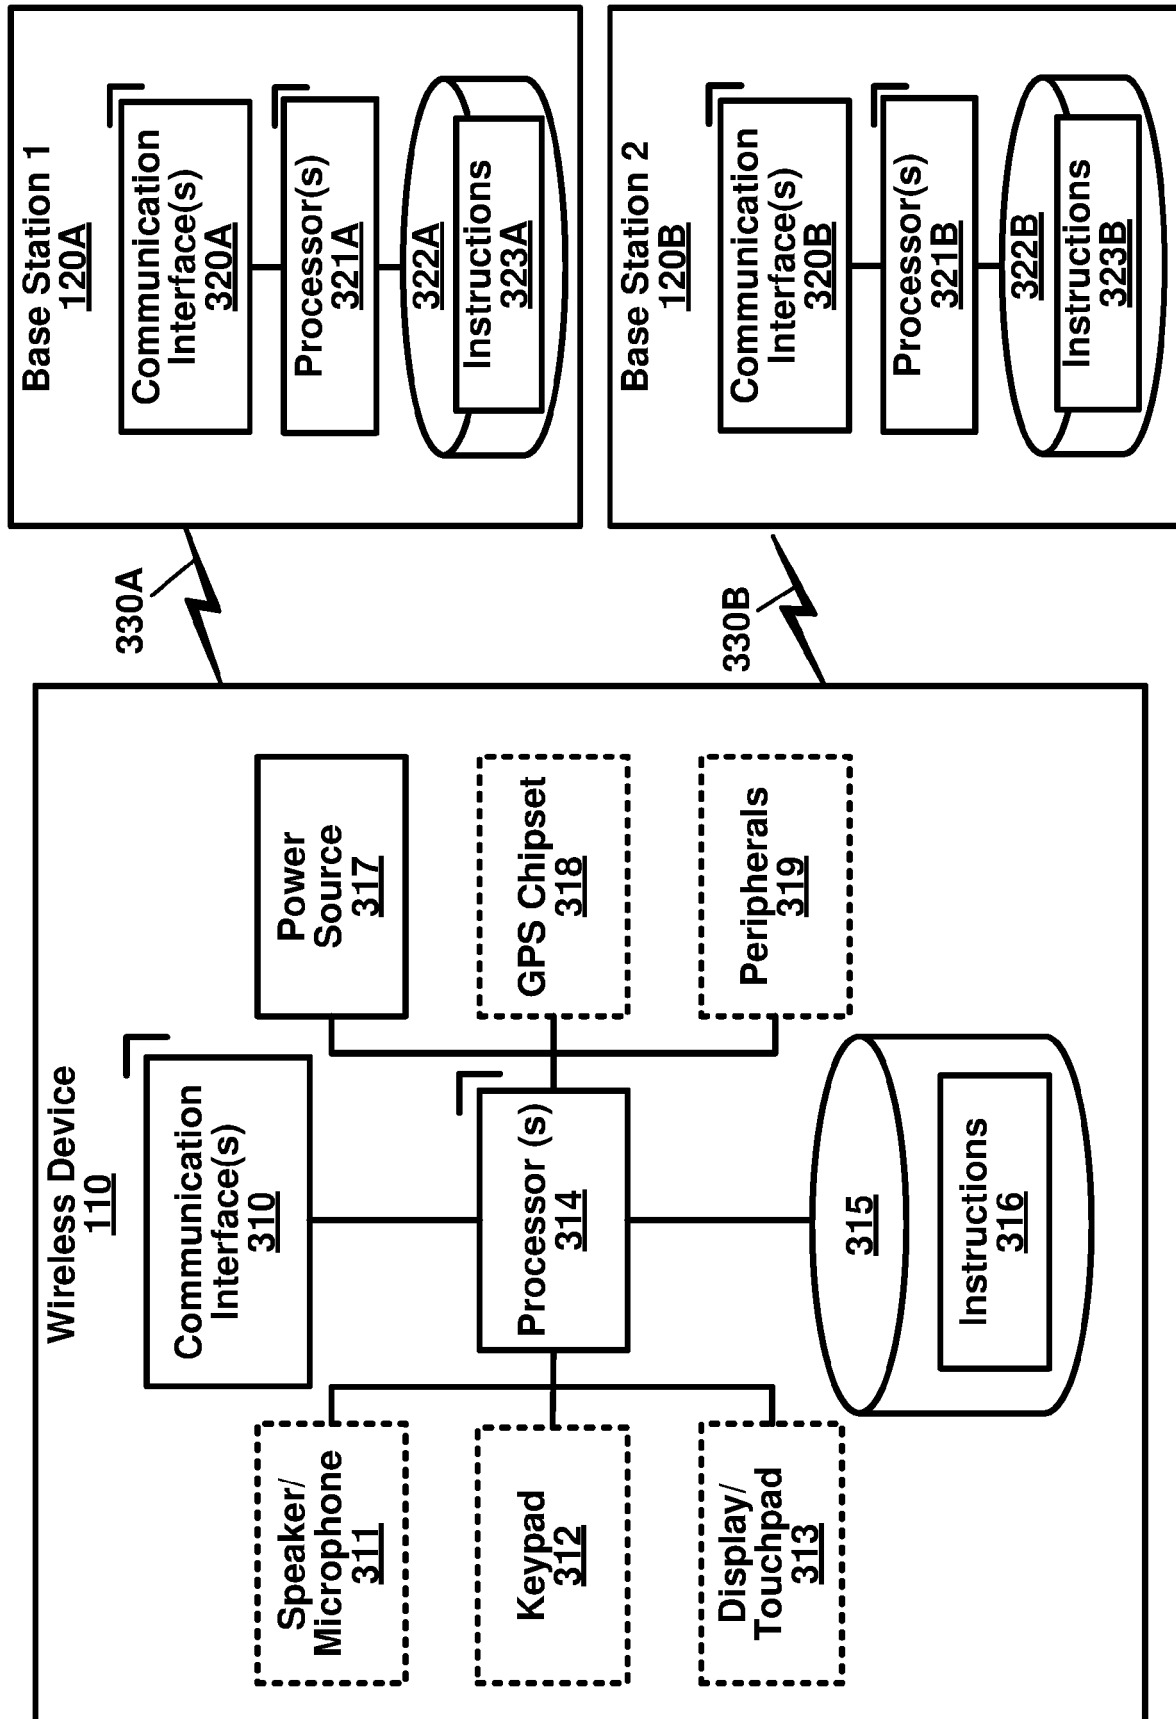 Wireless Device
110
Communication
Interface(s)
310
Speaker/
Microphone
311
Keypad
312
Display/
Touchpad
313
Processor (s)
314
315
Instructions
316
Power
Source
317
GPS Chipset
318
Peripherals
319
330A
330B
Base Station 1
120A
Communication
Interface(s)
320A
Processor(s)
321A
322A
Instructions
323A
Base Station 2
120B
Communication
Interface(s)
320B
Processor(s)
321B
322B
Instructions
323B